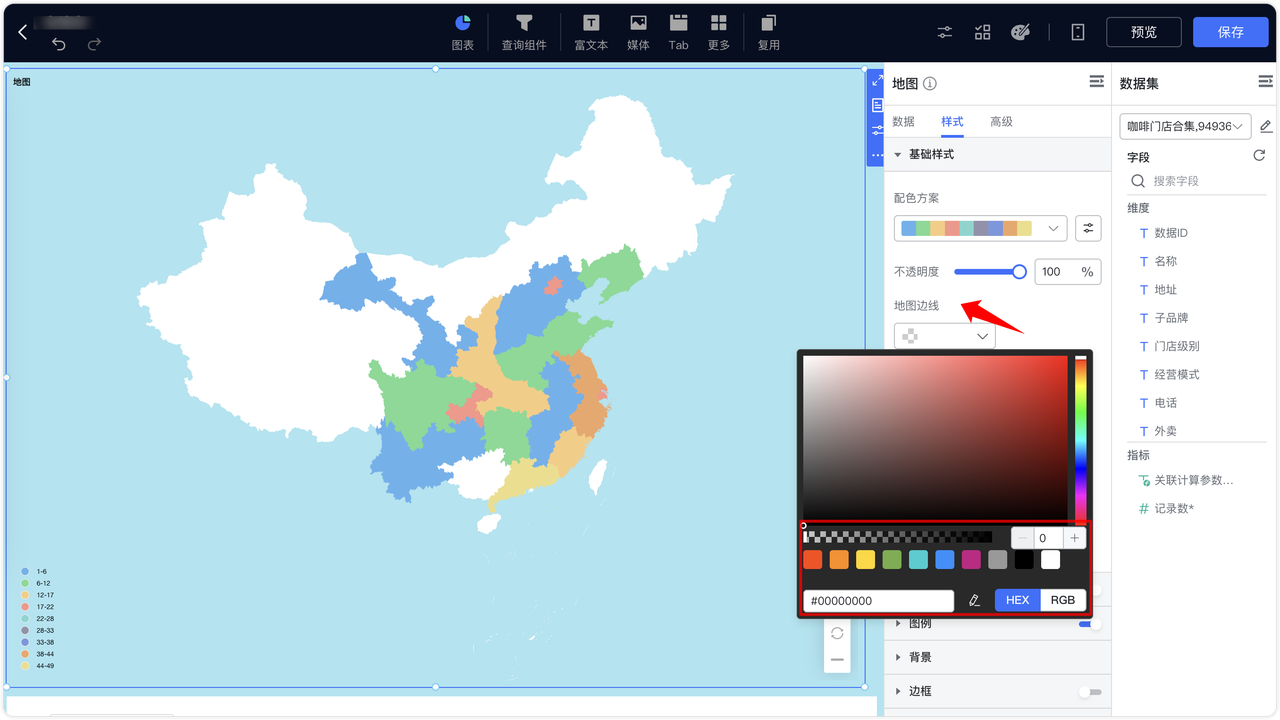 图表
查询组件
富文本
媒体
Tab
更多
复用
预览
保存
地图
1-6
6-12
12-17
17-22
22-28
28-33
33-38
38-44
44-49
地图
数据
样式
高级
基础样式
配色方案
不透明度
100
%
地图边线
0
#00000000
HEX
RGB
图例
背景
边框
数据集
咖啡门店合集,94936
字段
搜索字段
维度
T 数据ID
T 名称
T 地址
T 子品牌
T 门店级别
T 经营模式
T 电话
T 外卖
指标
关联计算参数...
# 记录数*